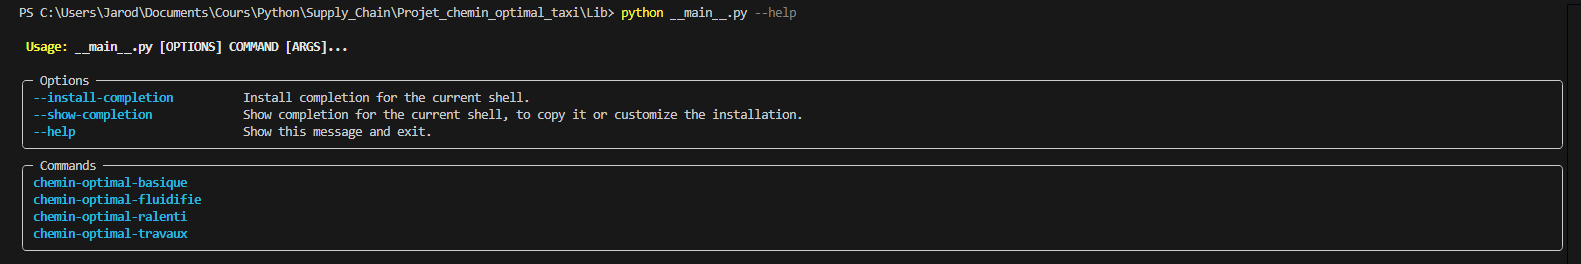 PS C:\Users\Jarod\Documents\Cours\Python\Supply_Chain\Projet_chemin_optimal_taxi\Lib> python __main__.py --help
Usage: __main__.py [OPTIONS] COMMAND [ARGS]...
Options
--install-completion Install completion for the current shell.
--show-completion Show completion for the current shell, to copy it or customize the installation.
--help Show this message and exit.
Commands
chemin-optimal-basique
chemin-optimal-fluidifie
chemin-optimal-ralenti
chemin-optimal-travaux